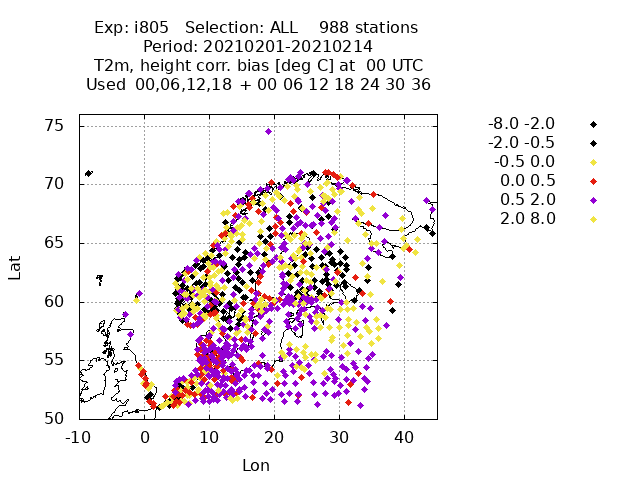 Exp: i805   Selection: ALL    988 stations
Period: 20210201-20210214
T2m, height corr. bias [deg C] at  00 UTC
Used  00,06,12,18  + 00 06 12 18 24 30 36
-8.0 -2.0
-2.0 -0.5
-0.5 0.0
0.0 0.5
0.5 2.0
2.0 8.0
75
70
65
60
55
50
Lat
-10 0 10 20 30 40
Lon